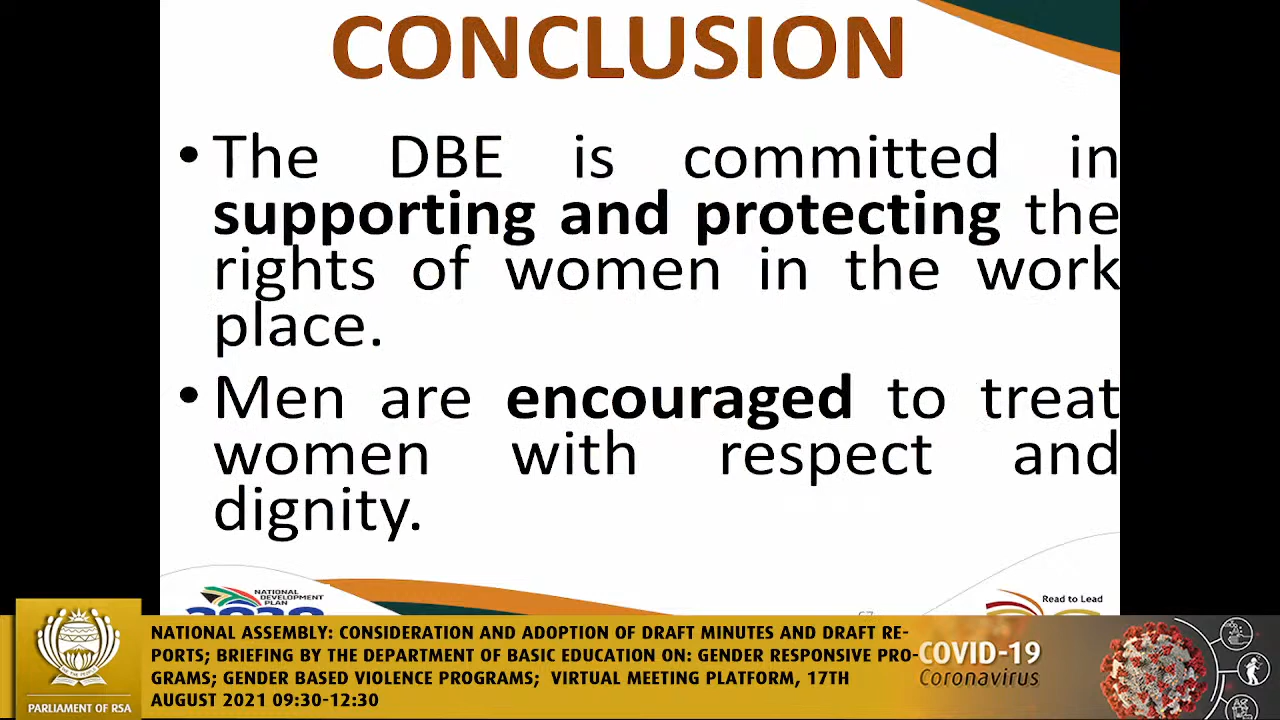 CONCLUSION
• The DBE is committed in
supporting and protecting the
rights of women in the work
place.
• Men are encouraged to treat
women with respect and
dignity.
NATIONAL
DEVELOPMENT
PLAN
Read to Lead
NATIONAL ASSEMBLY: CONSIDERATION AND ADOPTION OF DRAFT MINUTES AND DRAFT RE-
PORTS; BRIEFING BY THE DEPARTMENT OF BASIC EDUCATION ON: GENDER RESPONSIVE PRO-
GRAMS; GENDER BASED VIOLENCE PROGRAMS;  VIRTUAL MEETING PLATFORM, 17TH
AUGUST 2021 09:30-12:30
COVID-19
Coronavirus
PARLIAMENT OF RSA